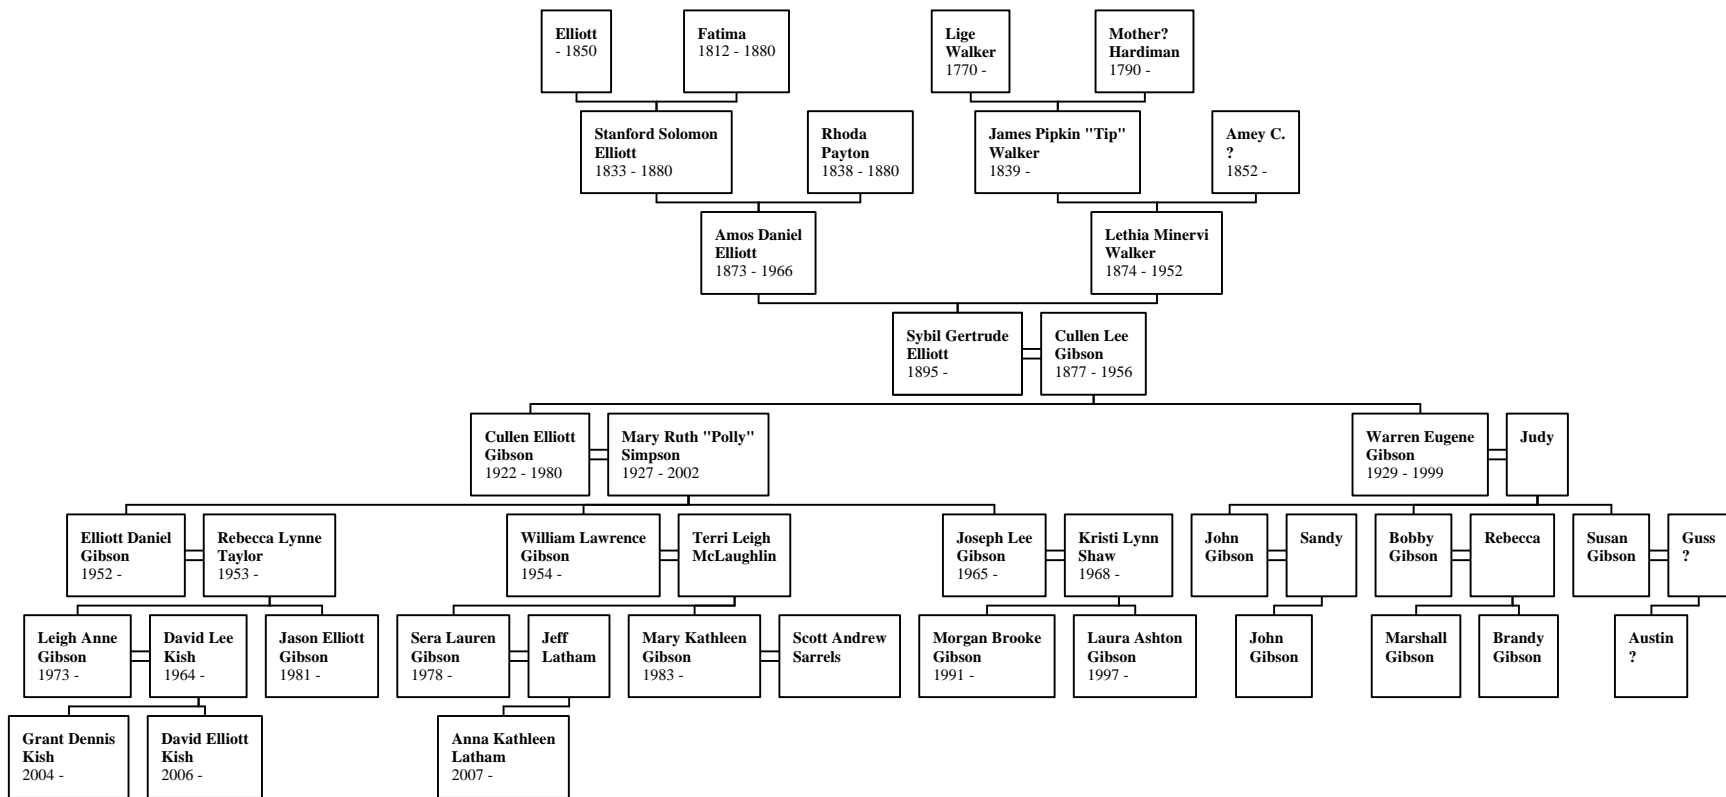 Elliott
- 1850
Fatima
1812 - 1880
Lige
Walker
1770 -
Mother?
Hardiman
1790 -
Stanford Solomon
Elliott
1833 - 1880
Rhoda
Payton
1838 - 1880
James Pipkin "Tip"
Walker
1839 -
Amey C.
?
1852 -
Amos Daniel
Elliott
1873 - 1966
Lethia Minervi
Walker
1874 - 1952
Sybil Gertrude
Elliott
1895 -
Cullen Lee
Gibson
1877 - 1956
Cullen Elliott
Gibson
1922 - 1980
Mary Ruth "Polly"
Simpson
1927 - 2002
Warren Eugene
Gibson
1929 - 1999
Judy
Elliott Daniel
Gibson
1952 -
Rebecca Lynne
Taylor
1953 -
William Lawrence
Gibson
1954 -
Terri Leigh
McLaughlin
Joseph Lee
Gibson
1965 -
Kristi Lynn
Shaw
1968 -
John
Gibson
Sandy
Bobby
Gibson
Rebecca
Susan
Gibson
Guss
?
Leigh Anne
Gibson
1973 -
David Lee
Kish
1964 -
Jason Elliott
Gibson
1981 -
Sera Lauren
Gibson
1978 -
Jeff
Latham
Mary Kathleen
Gibson
1983 -
Scott Andrew
Sarrels
Morgan Brooke
Gibson
1991 -
Laura Ashton
Gibson
1997 -
John
Gibson
Marshall
Gibson
Brandy
Gibson
Austin
?
Grant Dennis
Kish
2004 -
David Elliott
Kish
2006 -
Anna Kathleen
Latham
2007 -